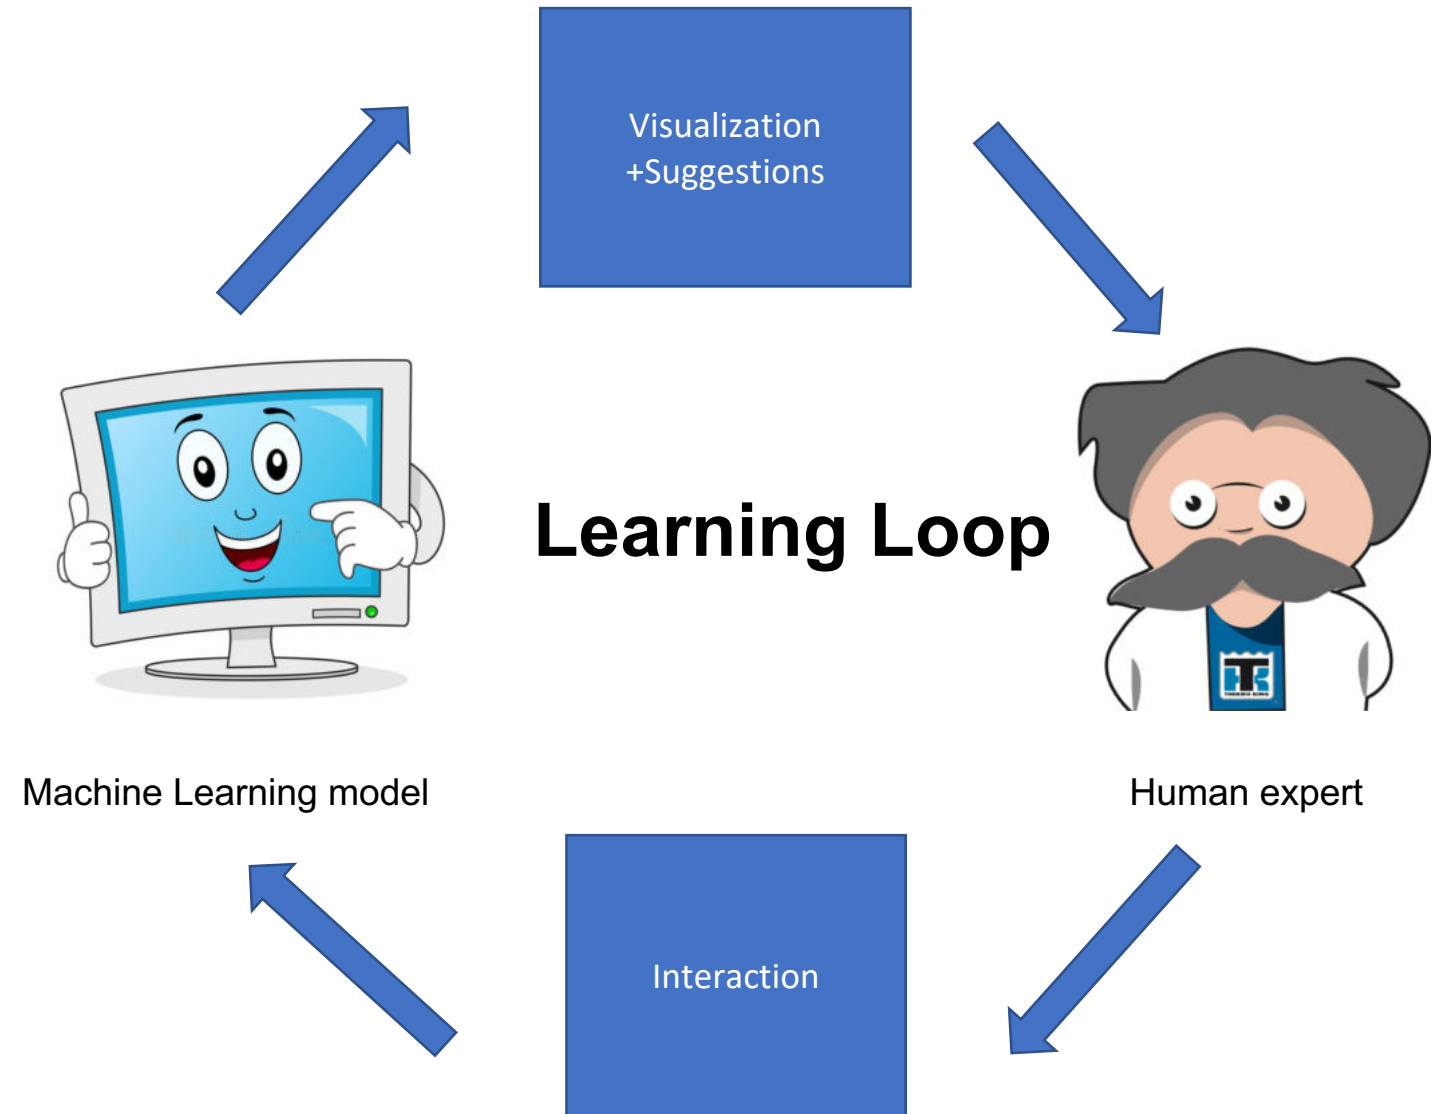 Visualization
+Suggestions
Learning Loop
Machine Learning model
Human expert
Interaction